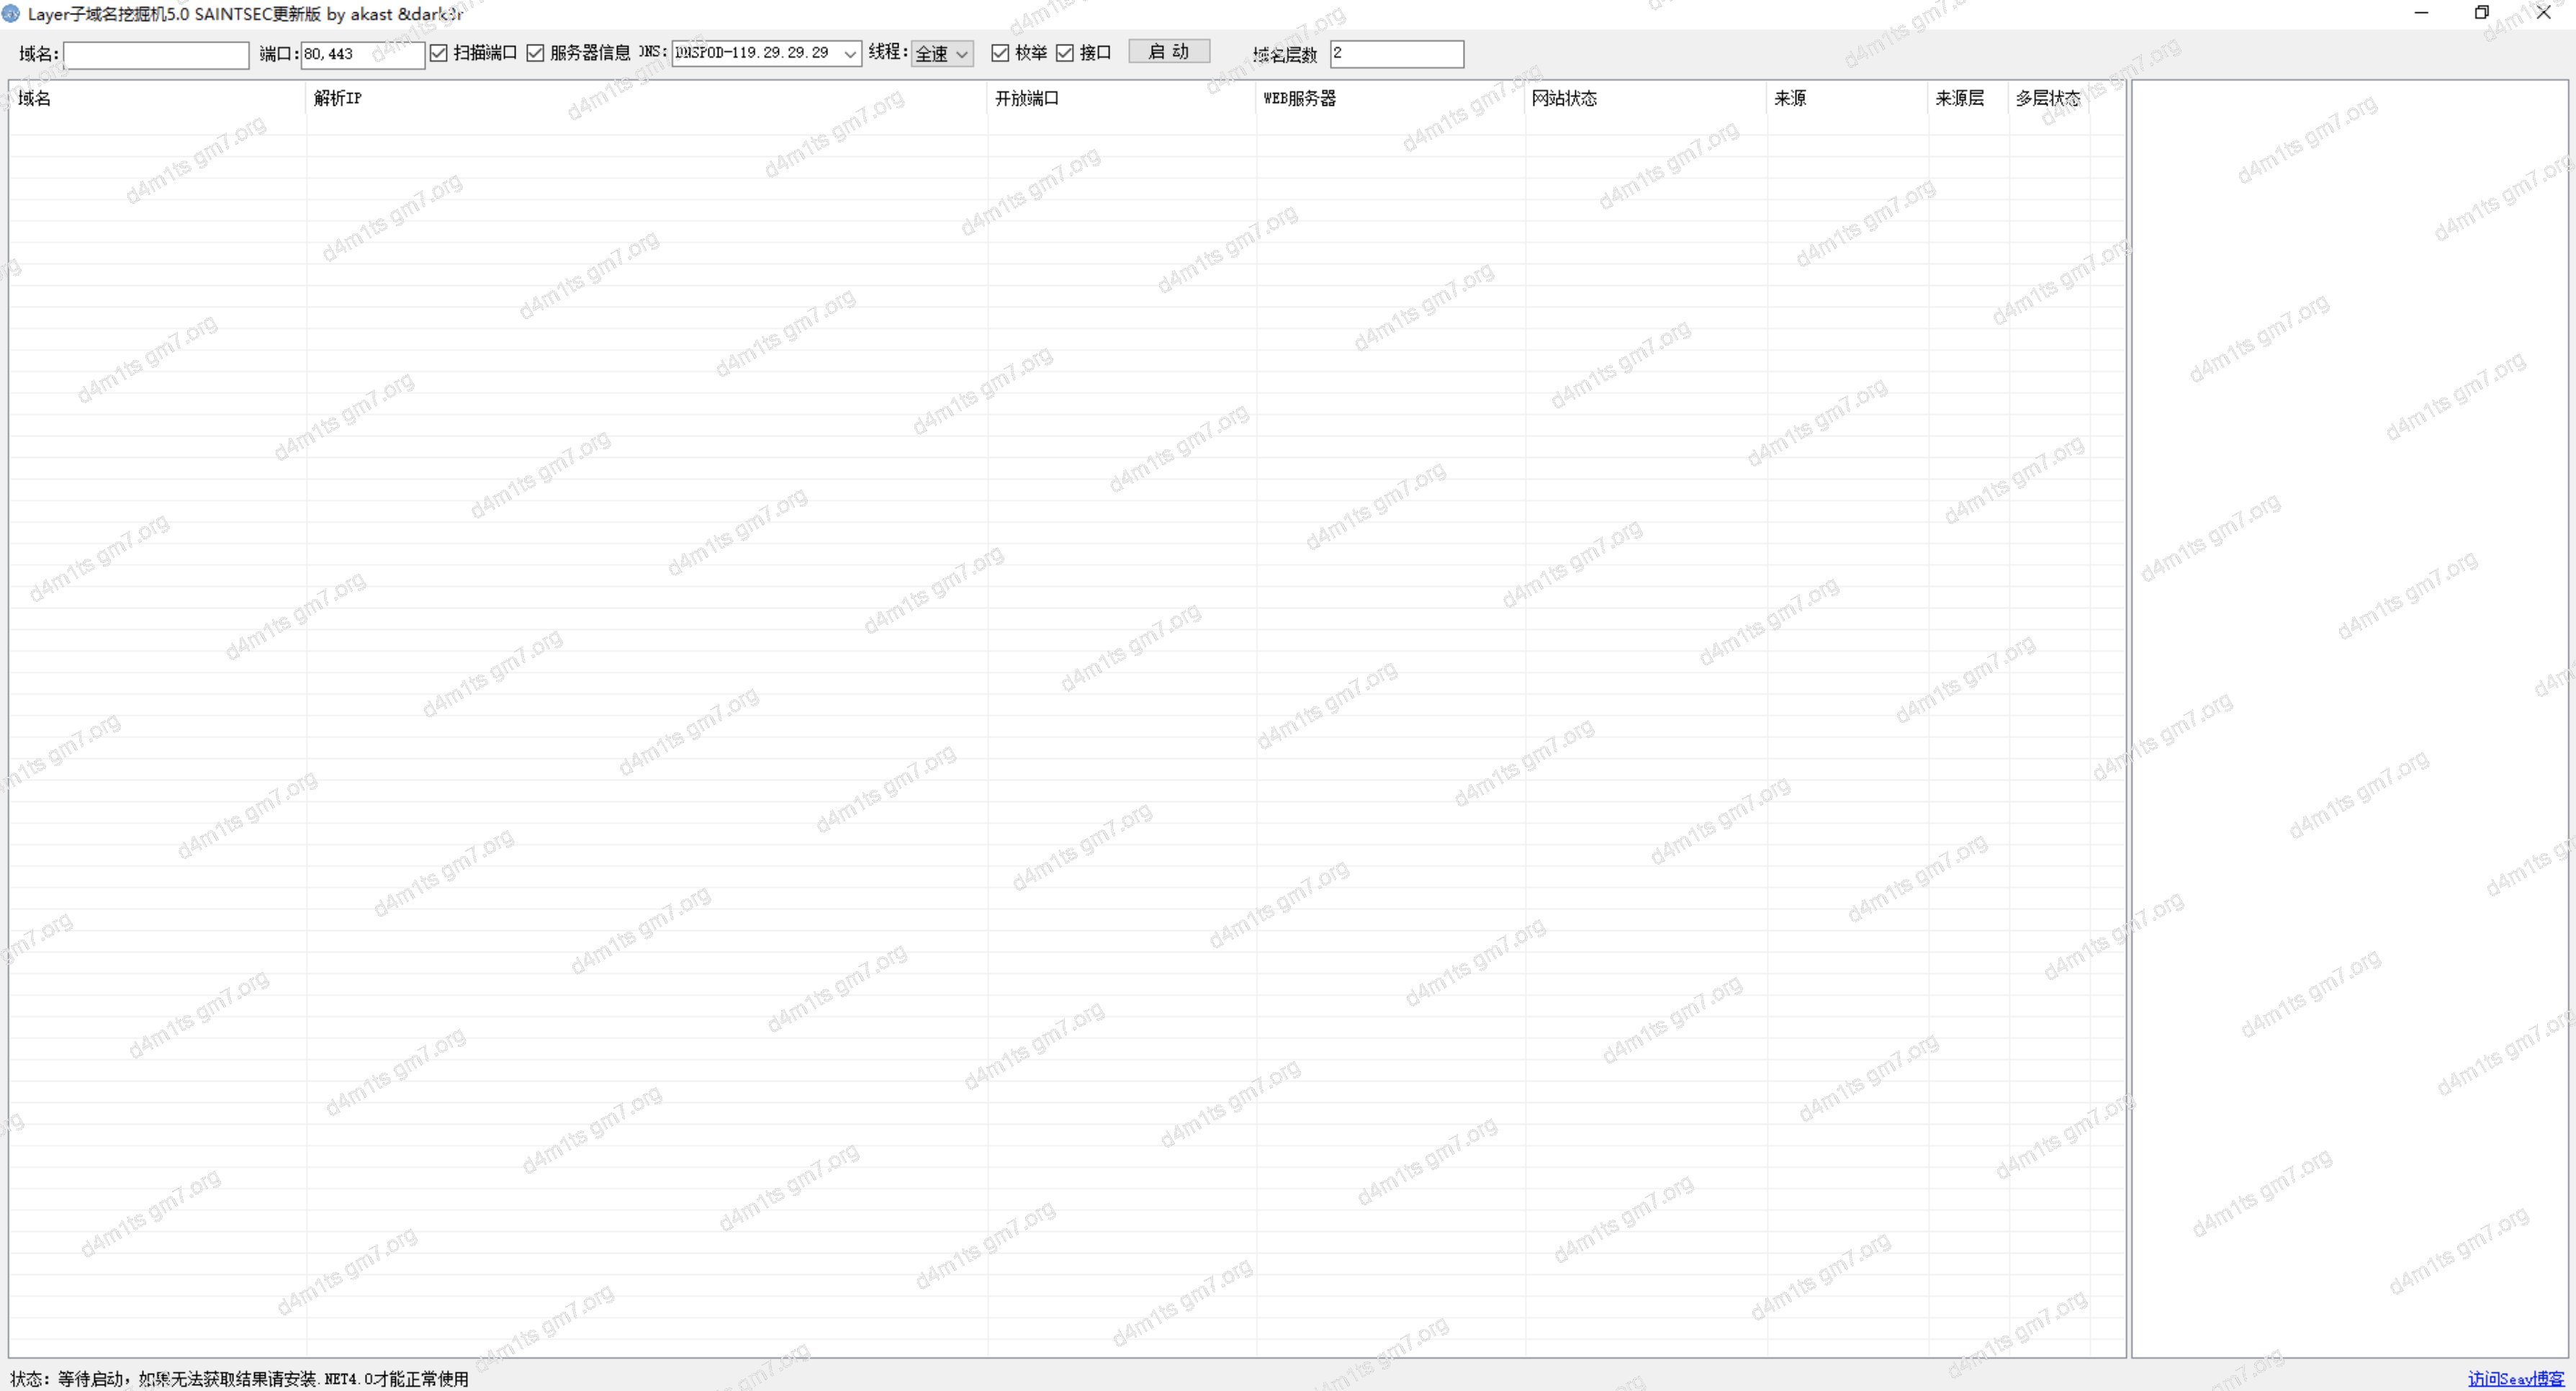 Layer子域名挖掘机5.0 SAINTSEC更新版 by akast &dark3r
域名: 端口:80,443 扫描端口 服务器信息 DNS: DNSPOD-119.29.29.29 线程: 全速 枚举 接口 启 动 域名层数 2
域名 解析IP 开放端口 WEB服务器 网站状态 来源 来源层 多层状态
d4m1ts gm7.org
状态: 等待启动，如果无法获取结果请安装.NET4.0才能正常使用 访问Seay博客